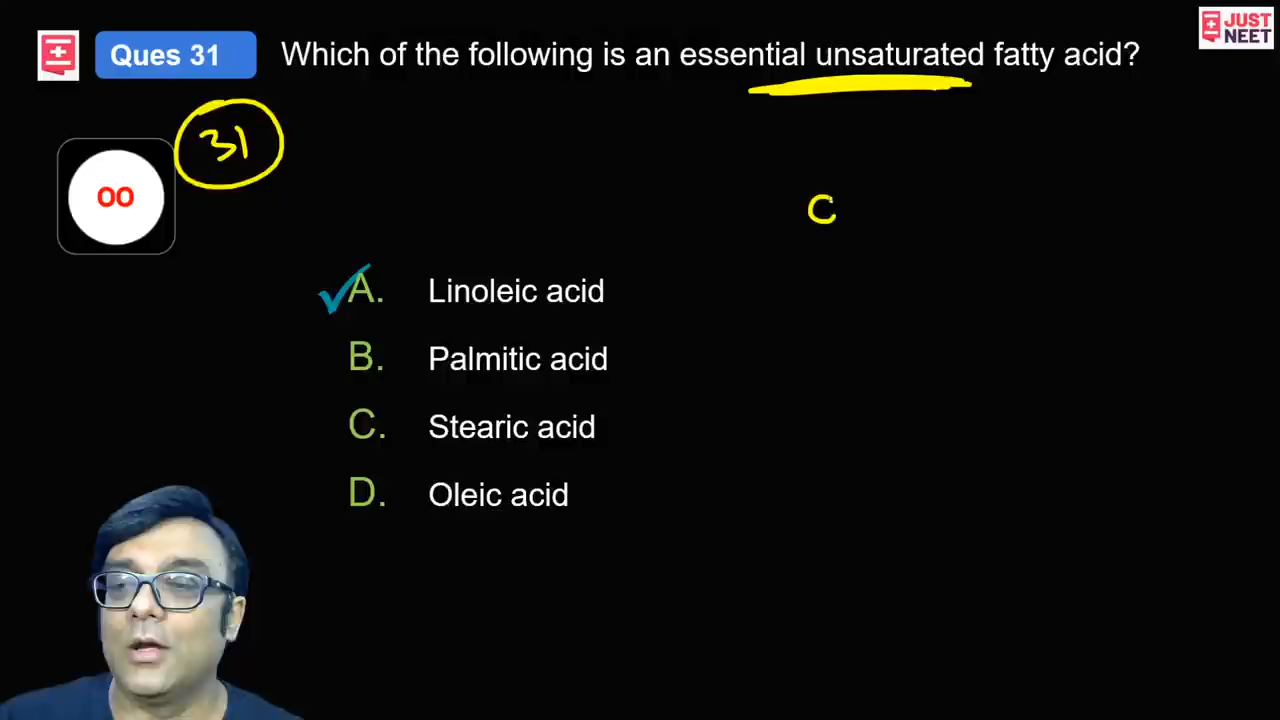 JUST
NEET
Ques 31 Which of the following is an essential unsaturated fatty acid?
31
00
C
A. Linoleic acid
B. Palmitic acid
C. Stearic acid
D. Oleic acid